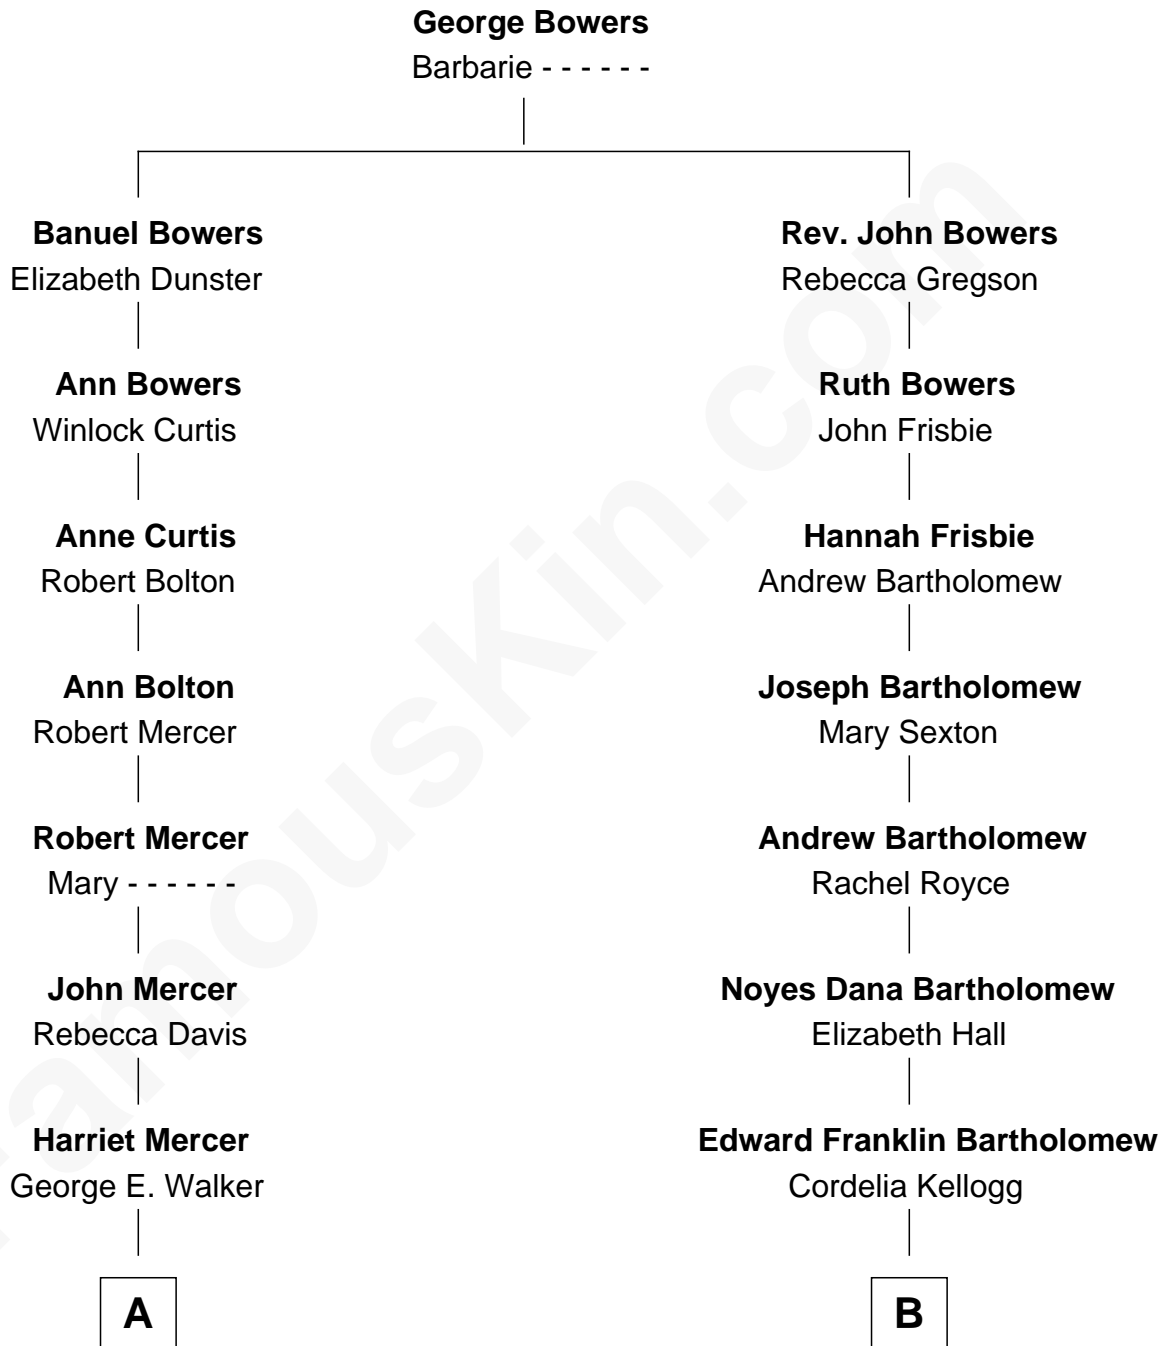 George Bowers
Barbarie - - - - - -
Banuel Bowers
Elizabeth Dunster
Rev. John Bowers
Rebecca Gregson
Ann Bowers
Winlock Curtis
Ruth Bowers
John Frisbie
Anne Curtis
Robert Bolton
Hannah Frisbie
Andrew Bartholomew
Ann Bolton
Robert Mercer
Joseph Bartholomew
Mary Sexton
Robert Mercer
Mary - - - - - -
Andrew Bartholomew
Rachel Royce
John Mercer
Rebecca Davis
Noyes Dana Bartholomew
Elizabeth Hall
Harriet Mercer
George E. Walker
Edward Franklin Bartholomew
Cordelia Kellogg
A
B
FamousKin.com